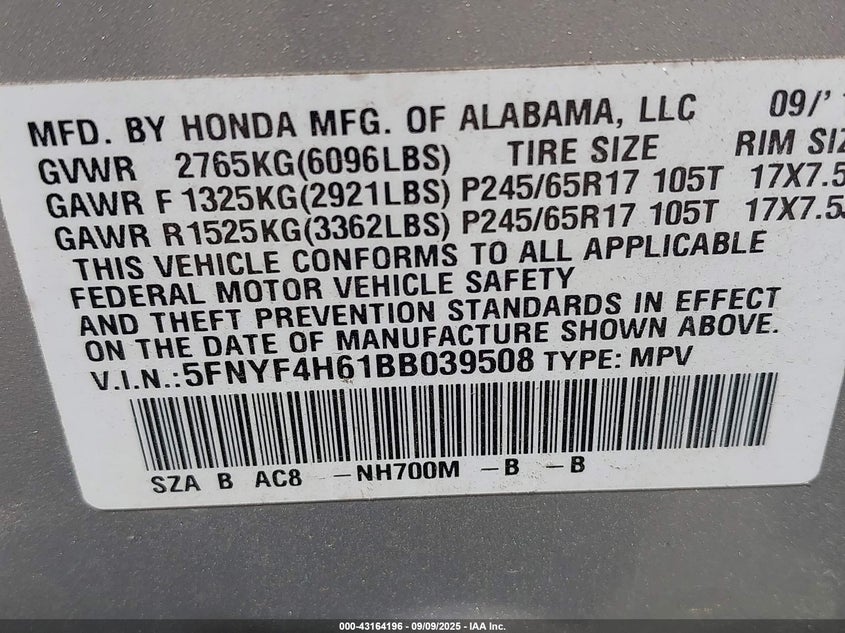 MFD. BY HONDA MFG. OF ALABAMA, LLC 09/'
GVWR 2765KG(6096LBS) TIRE SIZE RIM SIZ
GAWR F 1325KG(2921LBS) P245/65R17 105T 17X7.5
GAWR R1525KG(3362LBS) P245/65R17 105T 17X7.5J
THIS VEHICLE CONFORMS TO ALL APPLICABLE
FEDERAL MOTOR VEHICLE SAFETY
AND THEFT PREVENTION STANDARDS IN EFFECT
ON THE DATE OF MANUFACTURE SHOWN ABOVE.
V.I.N.:5FNYF4H61BB039508 TYPE: MPV
SZA B AC8 -NH700M -B -B
000-43164196 - 09/09/2025 - IAA Inc.